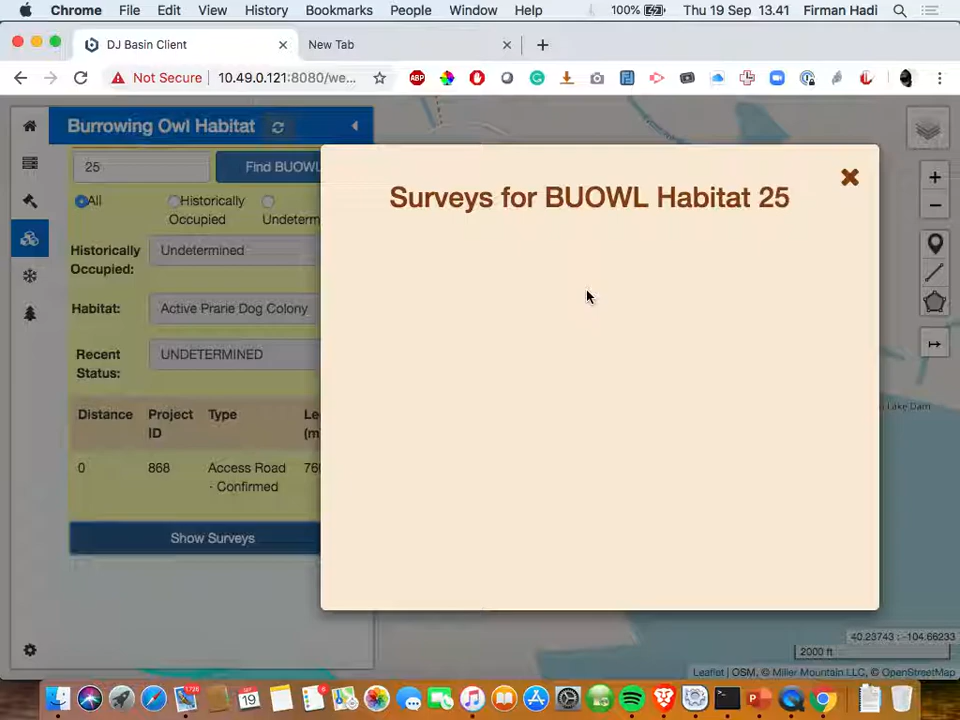 Chrome File Edit View History Bookmarks People Window Help 100% Thu 19 Sep 13.41 Firman Hadi
DJ Basin Client New Tab
Not Secure 10.49.0.121:8080/we...
Burrowing Owl Habitat
25 Find BUOWL
All Historically Occupied Undeterm
Historically Occupied: Undetermined
Habitat: Active Prarie Dog Colony
Recent Status: UNDETERMINED
Distance Project ID Type Le (m
0 868 Access Road - Confirmed 76
Show Surveys
Surveys for BUOWL Habitat 25
Lake Dam
40.23743 : -104.66233
2000 ft
Leaflet | OSM, © Miller Mountain LLC, © OpenStreetMap